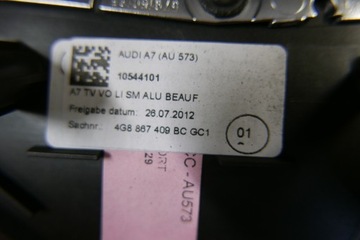 AUDI A7 (AU 573)
10544101
A7 TV VO LI SM ALU BEAUF.
Freigabe datum: 26.07.2012
Sachnr.: 4G8 867 409 BC GC1
01
C - AU573